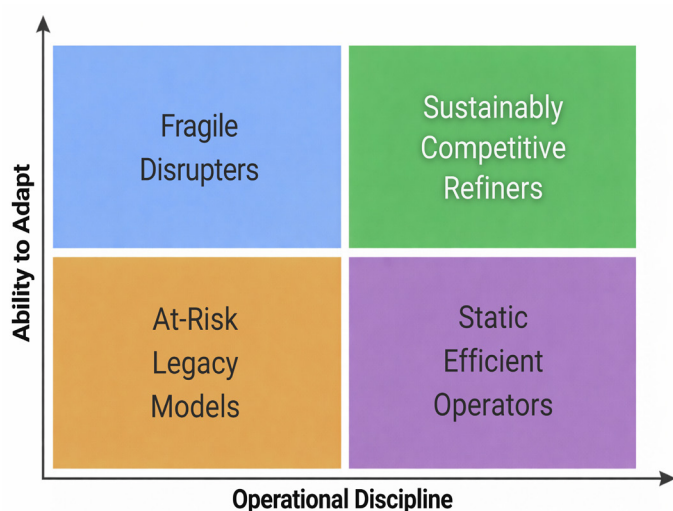 Fragile
Disrupters
Sustainably
Competitive
Refiners
At-Risk
Legacy
Models
Static
Efficient
Operators
Ability to Adapt
Operational Discipline